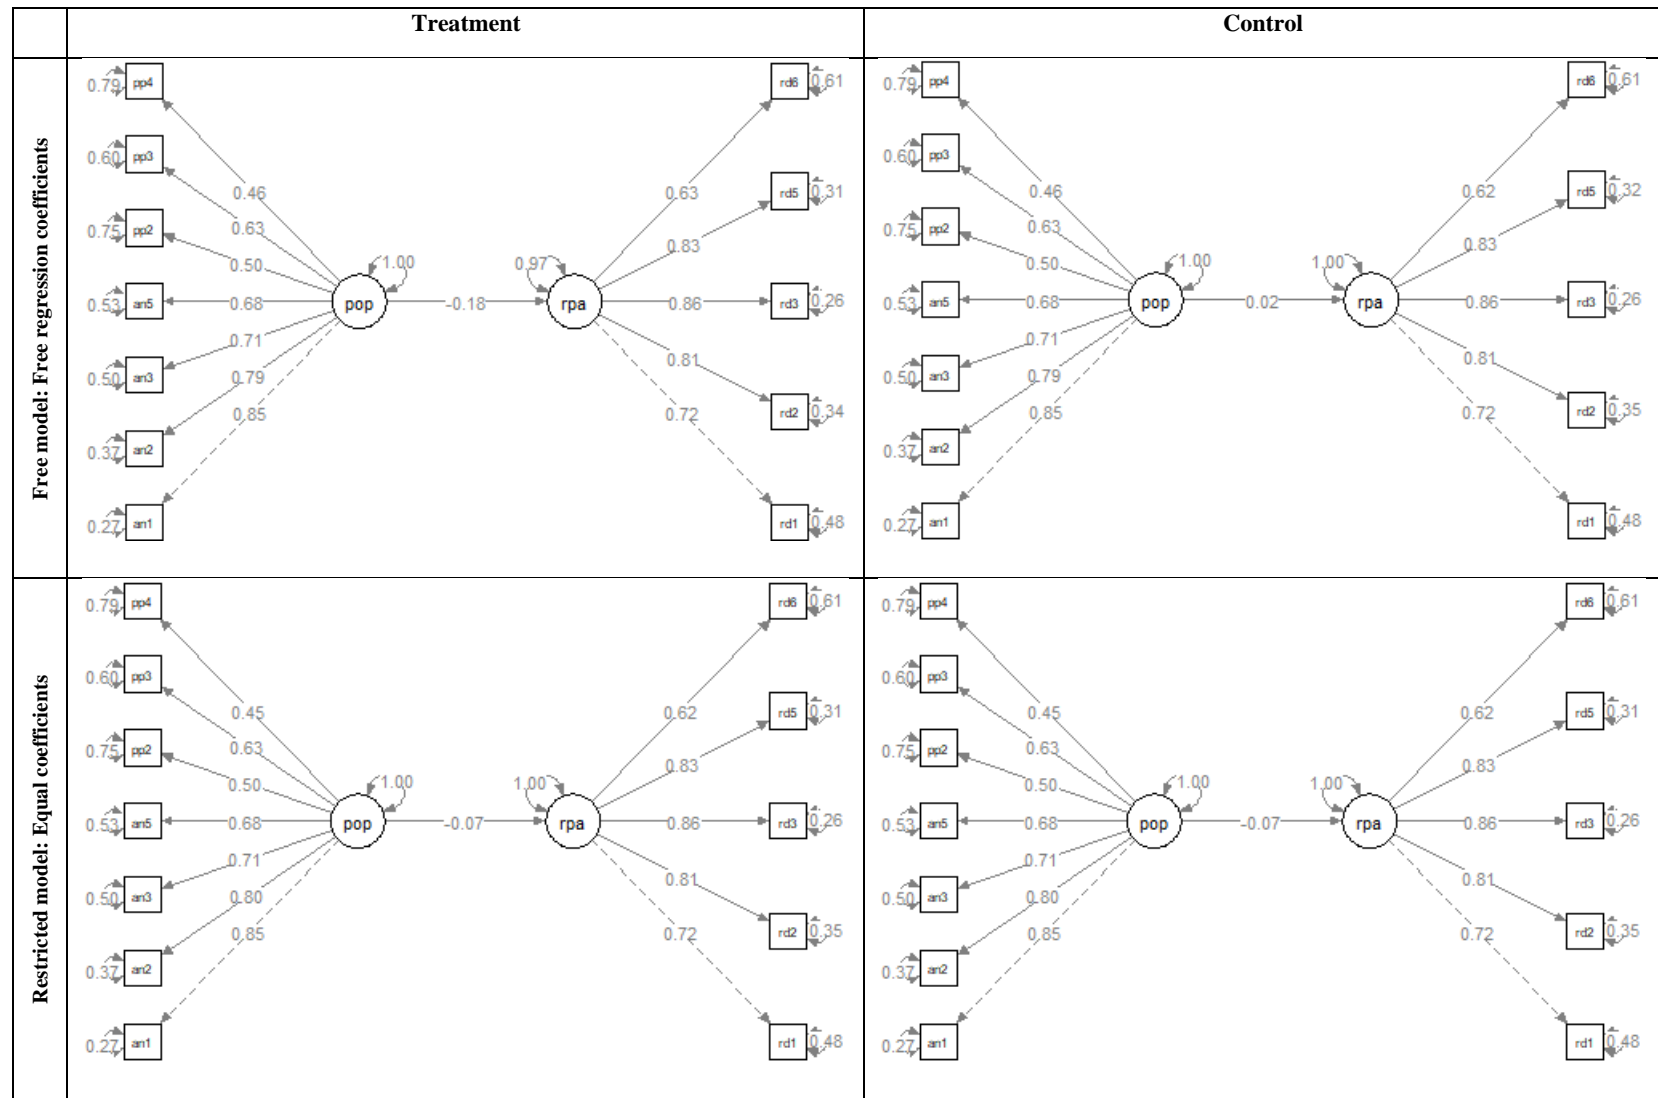 Treatment
Control
Free model: Free regression coefficients
0.79 pp4
0.60 pp3
0.75 pp2
0.53 an5
0.50 an3
0.37 an2
0.27 an1
0.46
0.63
0.50
0.68
0.71
0.79
0.85
1.00
pop
-0.18
0.97
rpa
0.63
0.83
0.86
0.81
0.72
rd6 0.61
rd5 0.31
rd3 0.26
rd2 0.34
rd1 0.48
0.79 pp4
0.60 pp3
0.75 pp2
0.53 an5
0.50 an3
0.37 an2
0.27 an1
0.46
0.63
0.50
0.68
0.71
0.79
0.85
1.00
pop
0.02
1.00
rpa
0.62
0.83
0.86
0.81
0.72
rd6 0.61
rd5 0.32
rd3 0.26
rd2 0.35
rd1 0.48
Restricted model: Equal coefficients
0.79 pp4
0.60 pp3
0.75 pp2
0.53 an5
0.50 an3
0.37 an2
0.27 an1
0.45
0.63
0.50
0.68
0.71
0.80
0.85
1.00
pop
-0.07
1.00
rpa
0.62
0.83
0.86
0.81
0.72
rd6 0.61
rd5 0.31
rd3 0.26
rd2 0.35
rd1 0.48
0.79 pp4
0.60 pp3
0.75 pp2
0.53 an5
0.50 an3
0.37 an2
0.27 an1
0.45
0.63
0.50
0.68
0.71
0.80
0.85
1.00
pop
-0.07
1.00
rpa
0.62
0.83
0.86
0.81
0.72
rd6 0.61
rd5 0.31
rd3 0.26
rd2 0.35
rd1 0.48